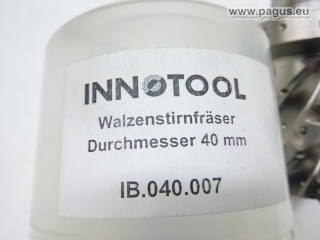 www.pagus.eu
INNOTOOL
Walzenstirnfräser
Durchmesser 40 mm
IB.040.007